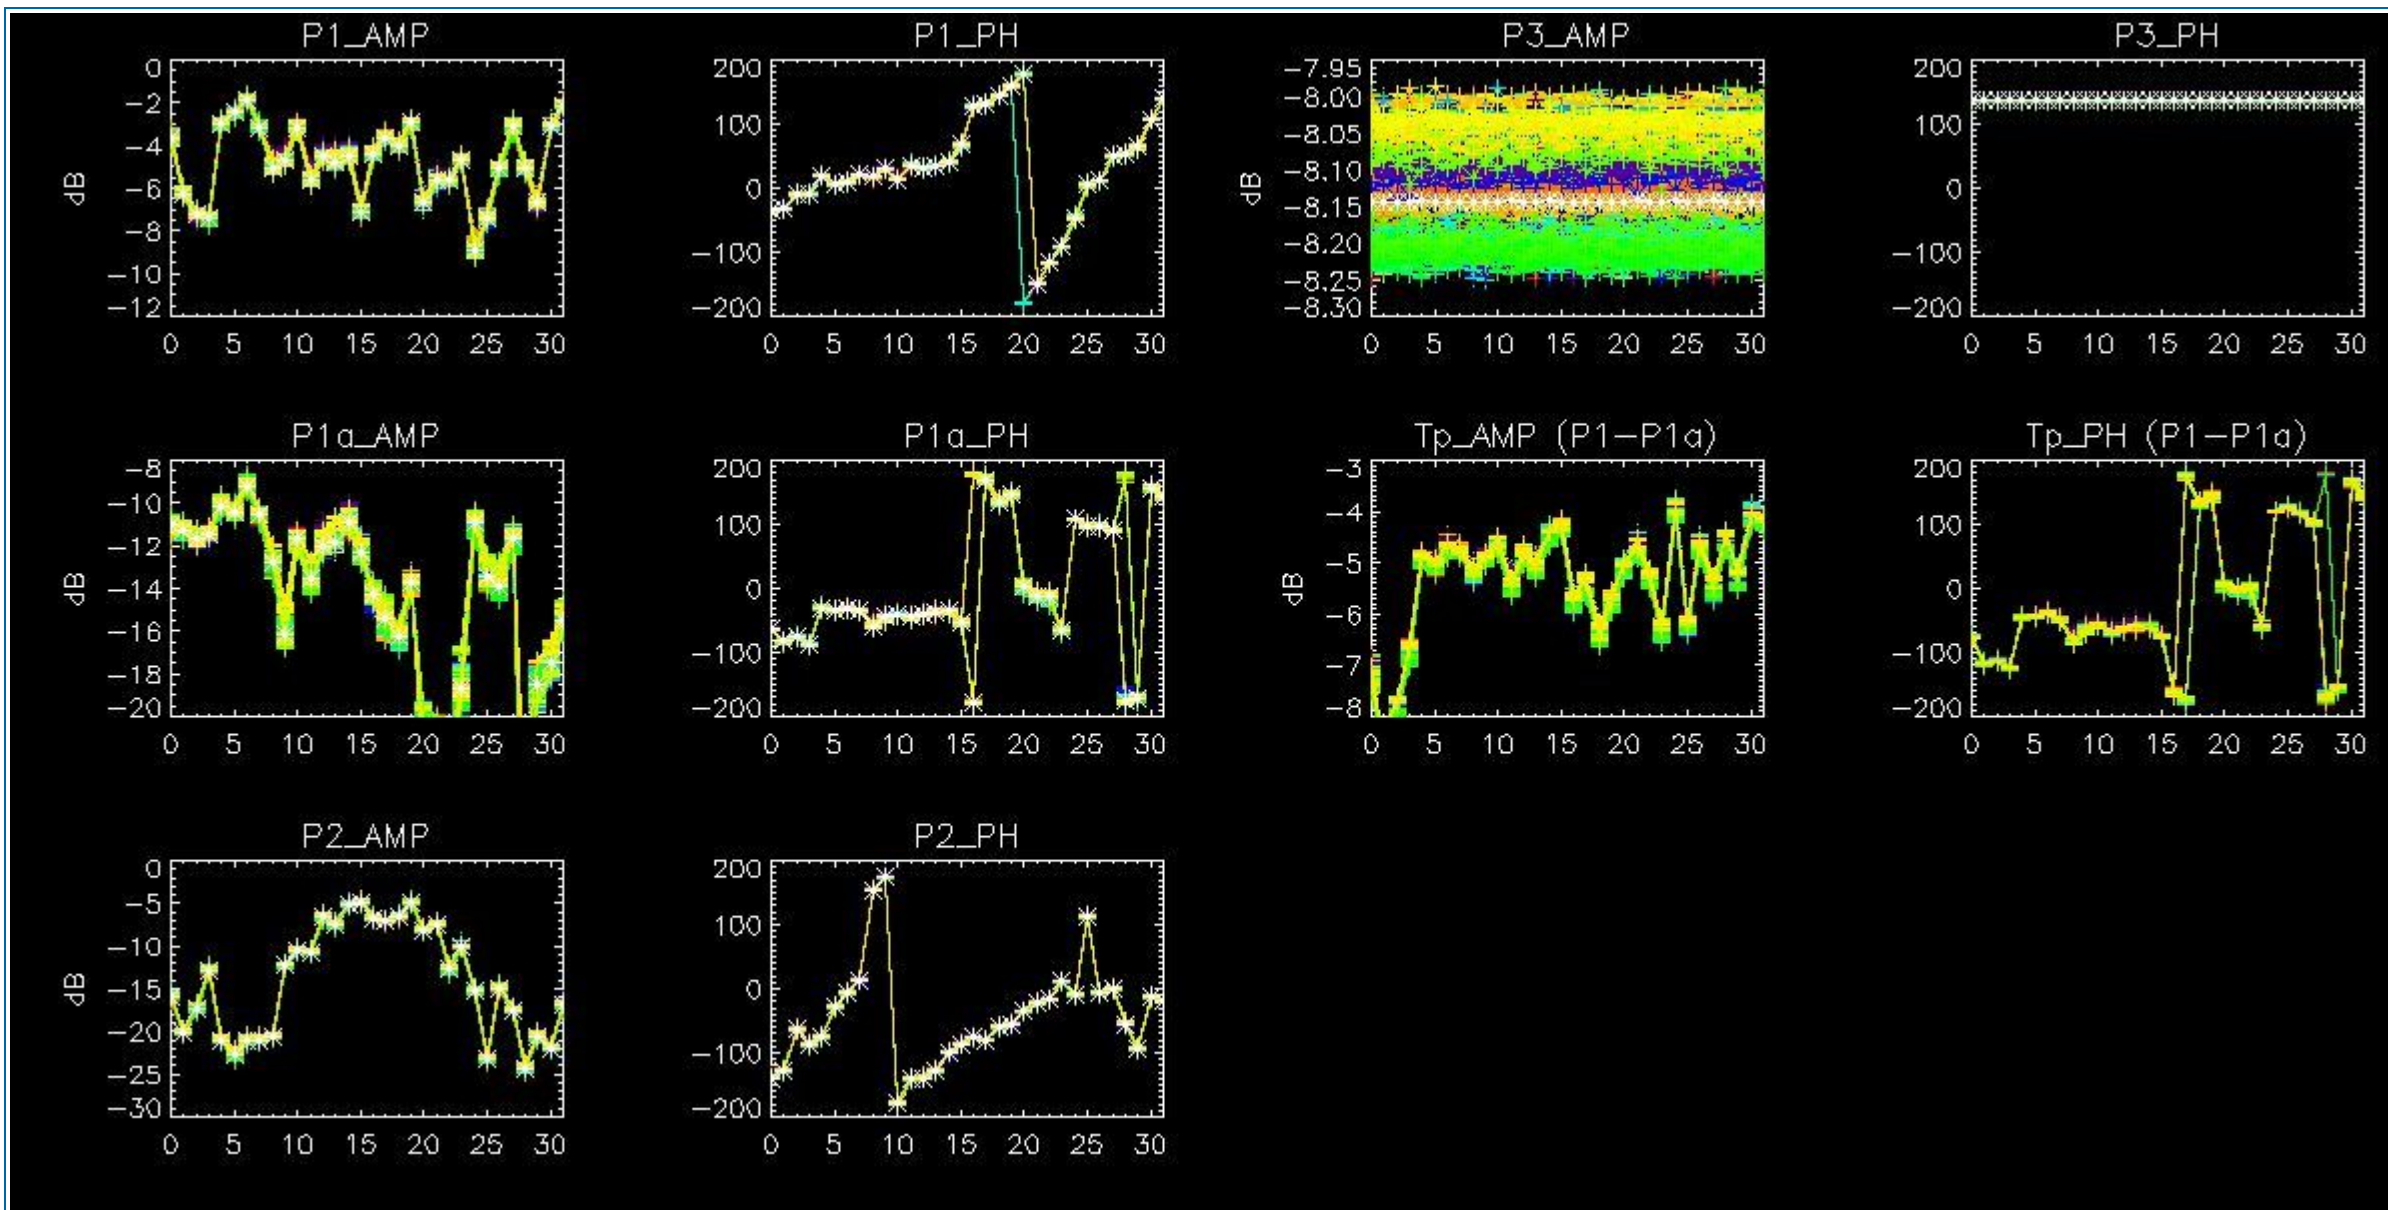 P1_AMP
P1_PH
P3_AMP
P3_PH
0
−2
−4
−6
−8
−10
−12
dB
0 5 10 15 20 25 30
200
100
0
−100
−200
0 5 10 15 20 25 30
−7.95
−8.00
−8.05
−8.10
−8.15
−8.20
−8.25
−8.30
dB
0 5 10 15 20 25 30
200
100
0
−100
−200
0 5 10 15 20 25 30
P1a_AMP
P1a_PH
Tp_AMP (P1−P1a)
Tp_PH (P1−P1a)
−8
−10
−12
−14
−16
−18
−20
dB
0 5 10 15 20 25 30
200
100
0
−100
−200
0 5 10 15 20 25 30
−3
−4
−5
−6
−7
−8
dB
0 5 10 15 20 25 30
200
100
0
−100
−200
0 5 10 15 20 25 30
P2_AMP
P2_PH
0
−5
−10
−15
−20
−25
−30
dB
0 5 10 15 20 25 30
200
100
0
−100
−200
0 5 10 15 20 25 30